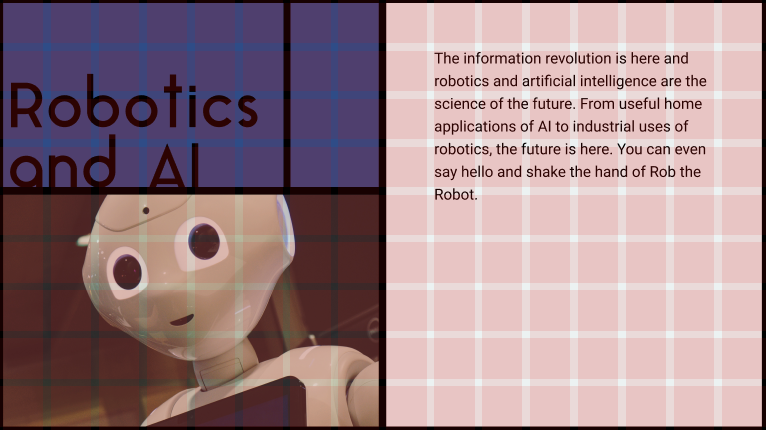 Robotics
and AI
The information revolution is here and
robotics and artificial intelligence are the
science of the future. From useful home
applications of AI to industrial uses of
robotics, the future is here. You can even
say hello and shake the hand of Rob the
Robot.